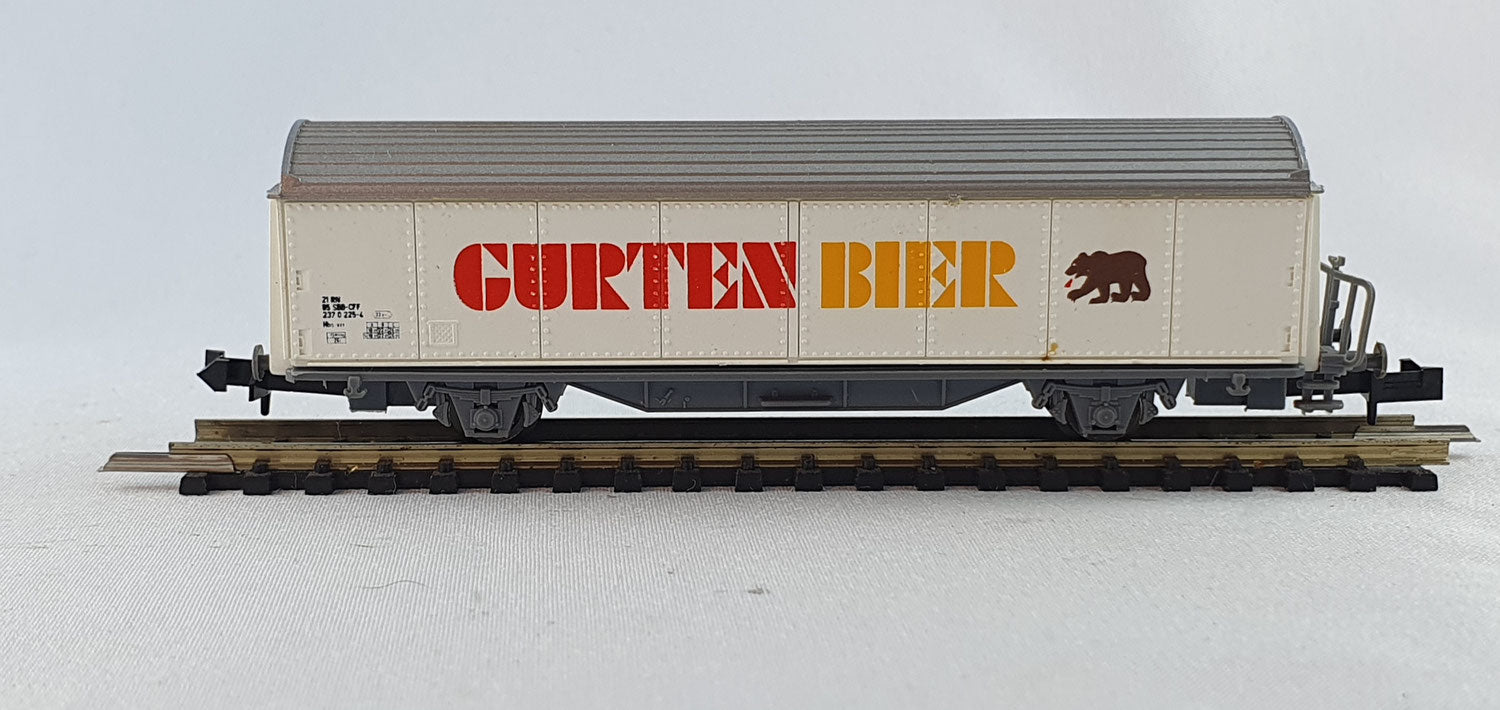 GURTEN BIER
21 RIV
85 SBB-CFF
237 0 225-4